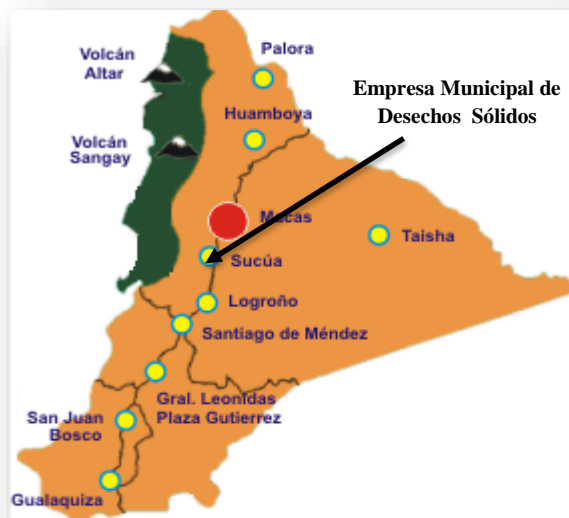 Volcán
Altar
Palora
Empresa Municipal de
Desechos Sólidos
Huamboya
Volcán
Sangay
Macas
Taisha
Sucúa
Logroño
Santiago de Méndez
Gral. Leonidas
Plaza Gutierrez
San Juan
Bosco
Gualaquiza